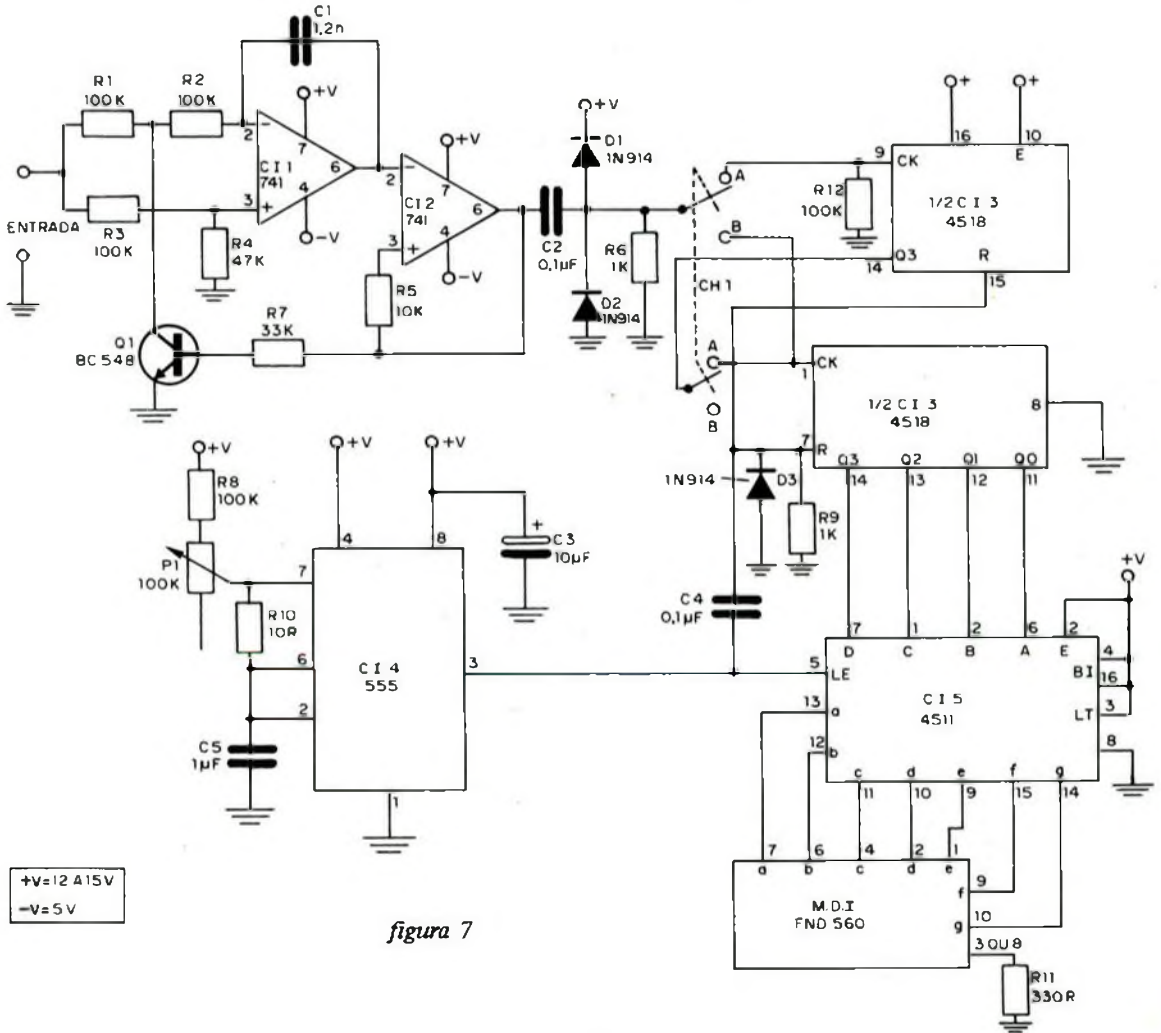 C1
1,2n
R1
100K
R2
100K
+V
2
7
CI1
741
6
3
4
-V
ENTRADA
R3
100K
R4
47K
+V
2
7
CI2
741
6
3
4
-V
R5
10K
C2
0,1µF
+V
D1
1N914
D2
1N914
R6
1K
A
B
CH1
A
B
R12
100K
+
+
16
10
E
9
CK
1/2 CI 3
4518
Q3
14
R
15
Q1
BC548
R7
33K
CK
1
1/2 CI 3
4518
8
7
R
Q3
Q2
Q1
Q0
14
13
12
11
1N914
D3
R9
1K
+V
R8
100K
P1
100K
+V
+V
4
8
+
C3
10µF
7
R10
10R
6
2
CI 4
555
3
1
C5
1µF
C4
0,1µF
+V
7
1
2
6
2
D
C
B
A
E
5
LE
4
BI
16
LT
3
8
CI 5
4511
13
a
12
b
c
d
e
f
g
11
10
9
15
14
7
6
4
2
1
a
b
c
d
e
f
9
g
10
M.D.I
FND 560
3 OU 8
R11
330R
+V=12 A 15V
-V=5V
figura 7